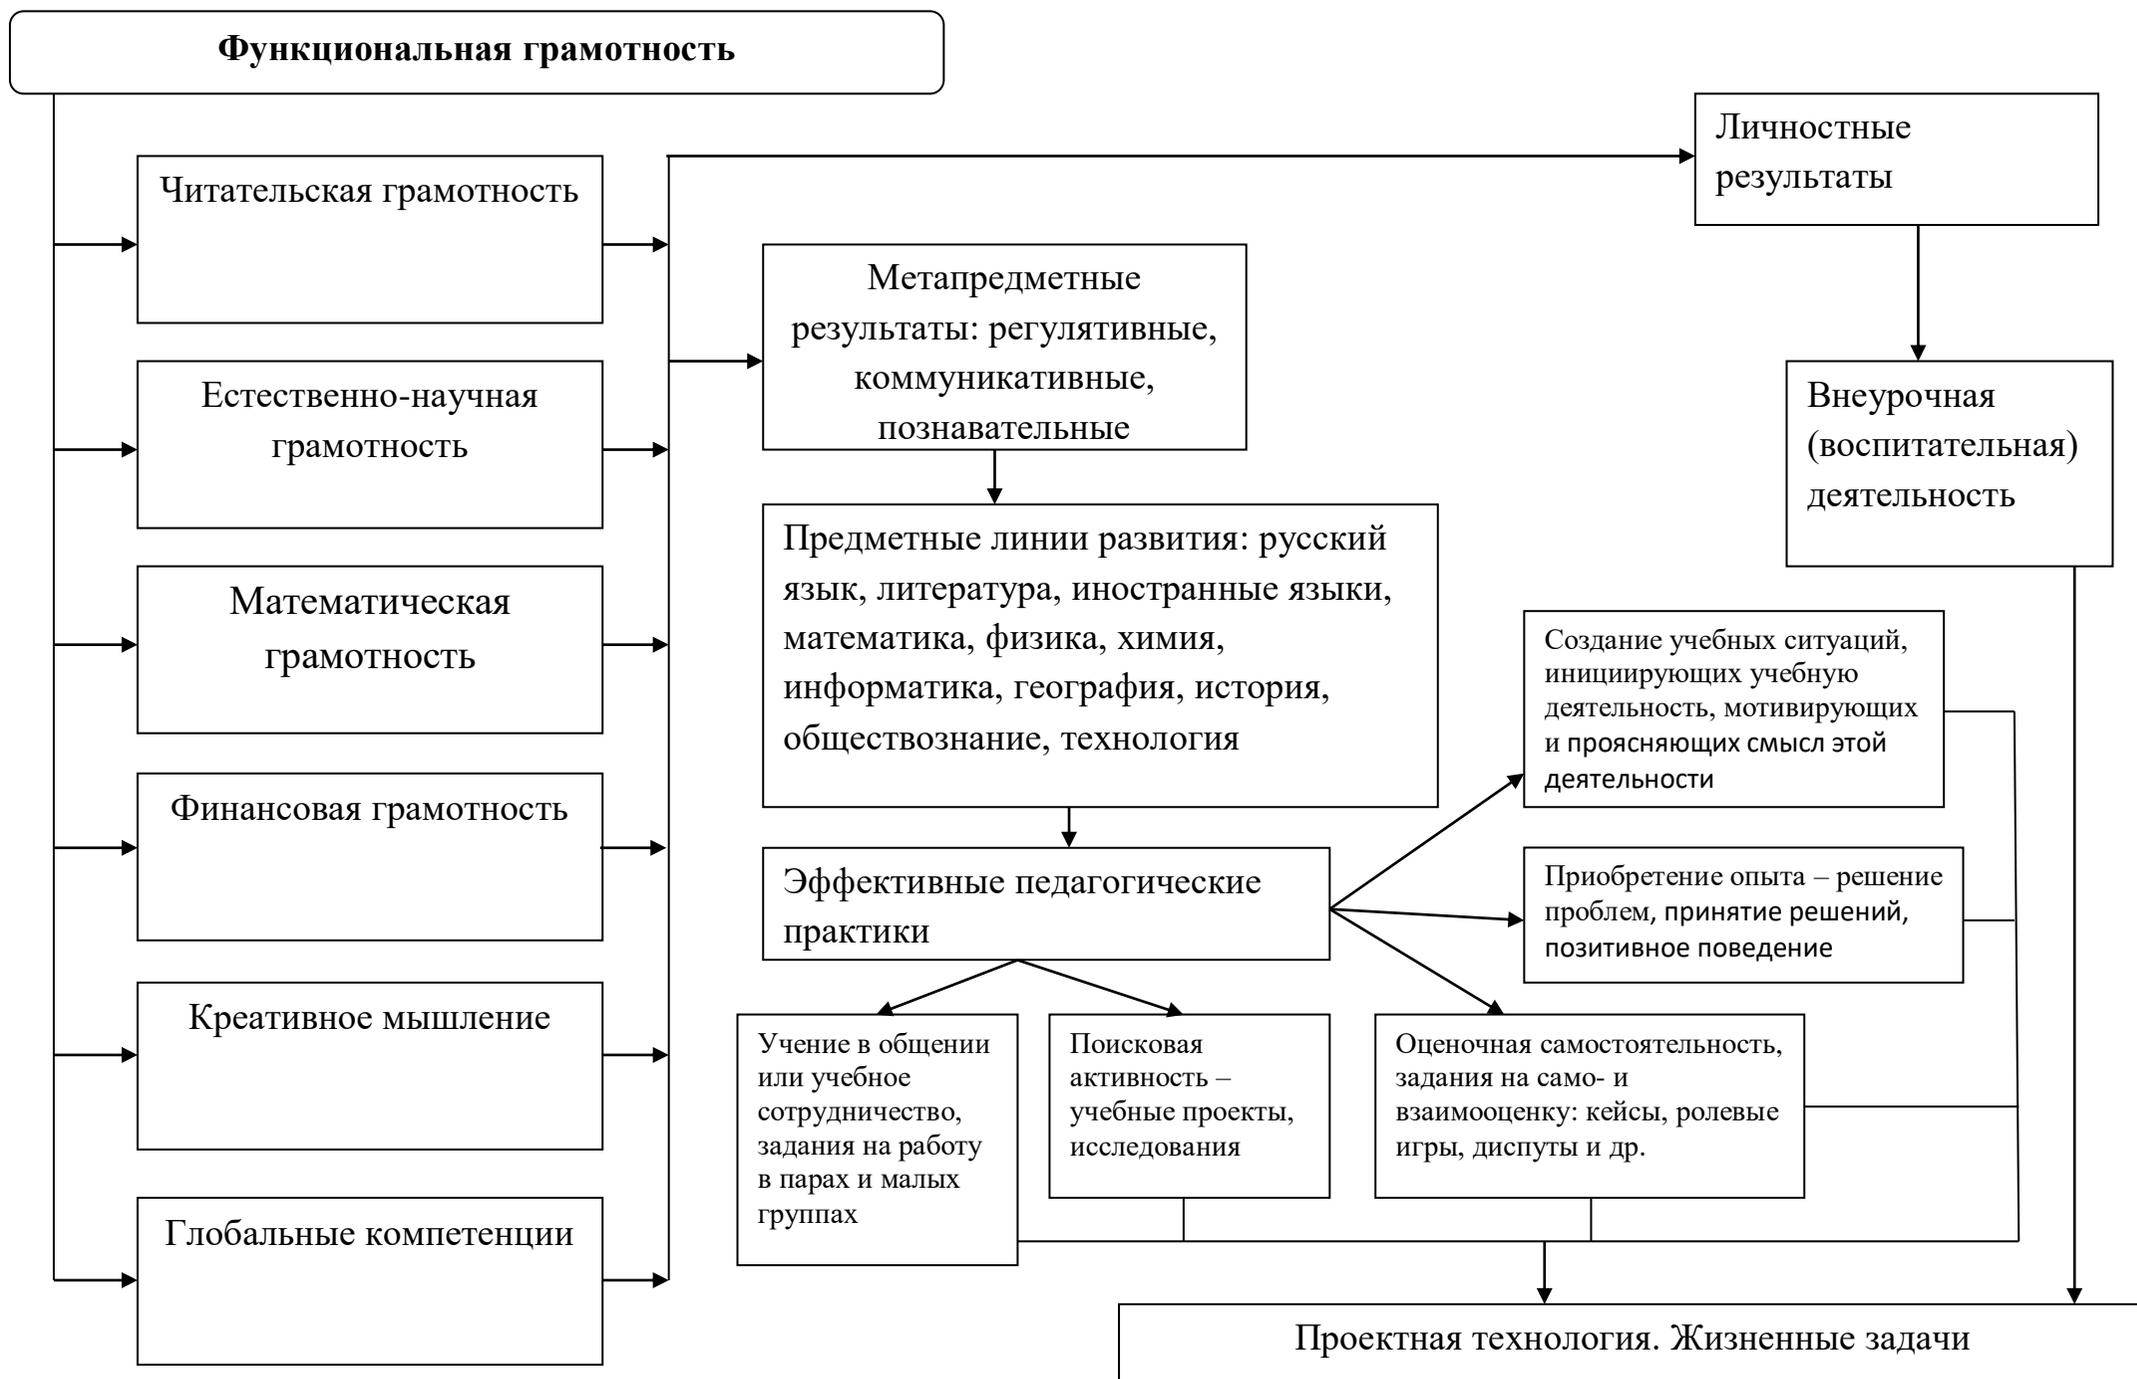 Функциональная грамотность
Читательская грамотность
Естественно-научная
грамотность
Математическая
грамотность
Финансовая грамотность
Креативное мышление
Глобальные компетенции
Метапредметные
результаты: регулятивные,
коммуникативные,
познавательные
Предметные линии развития: русский
язык, литература, иностранные языки,
математика, физика, химия,
информатика, география, история,
обществознание, технология
Эффективные педагогические
практики
Учение в общении
или учебное
сотрудничество,
задания на работу
в парах и малых
группах
Поисковая
активность –
учебные проекты,
исследования
Оценочная самостоятельность,
задания на само- и
взаимооценку: кейсы, ролевые
игры, диспуты и др.
Личностные
результаты
Внеурочная
(воспитательная)
деятельность
Создание учебных ситуаций,
инициирующих учебную
деятельность, мотивирующих
и проясняющих смысл этой
деятельности
Приобретение опыта – решение
проблем, принятие решений,
позитивное поведение
Проектная технология. Жизненные задачи